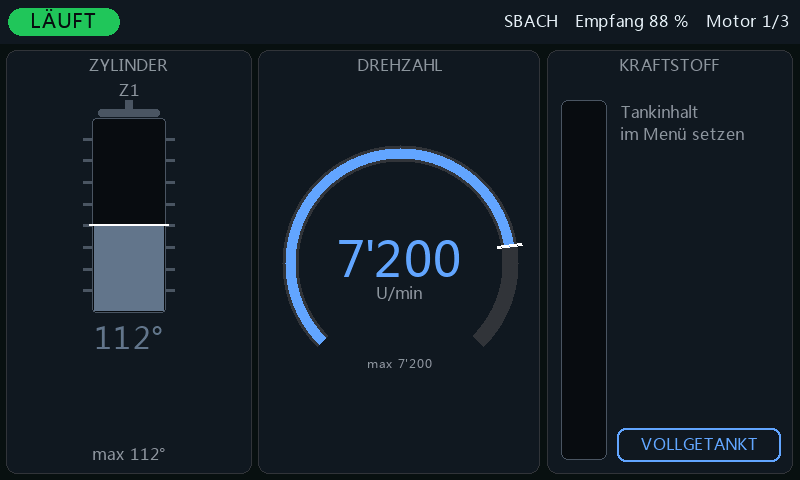 LÄUFT
SBACH Empfang 88 % Motor 1/3
ZYLINDER
Z1
112°
max 112°
DREHZAHL
7'200
U/min
max 7'200
KRAFTSTOFF
Tankinhalt
im Menü setzen
VOLLGETANKT